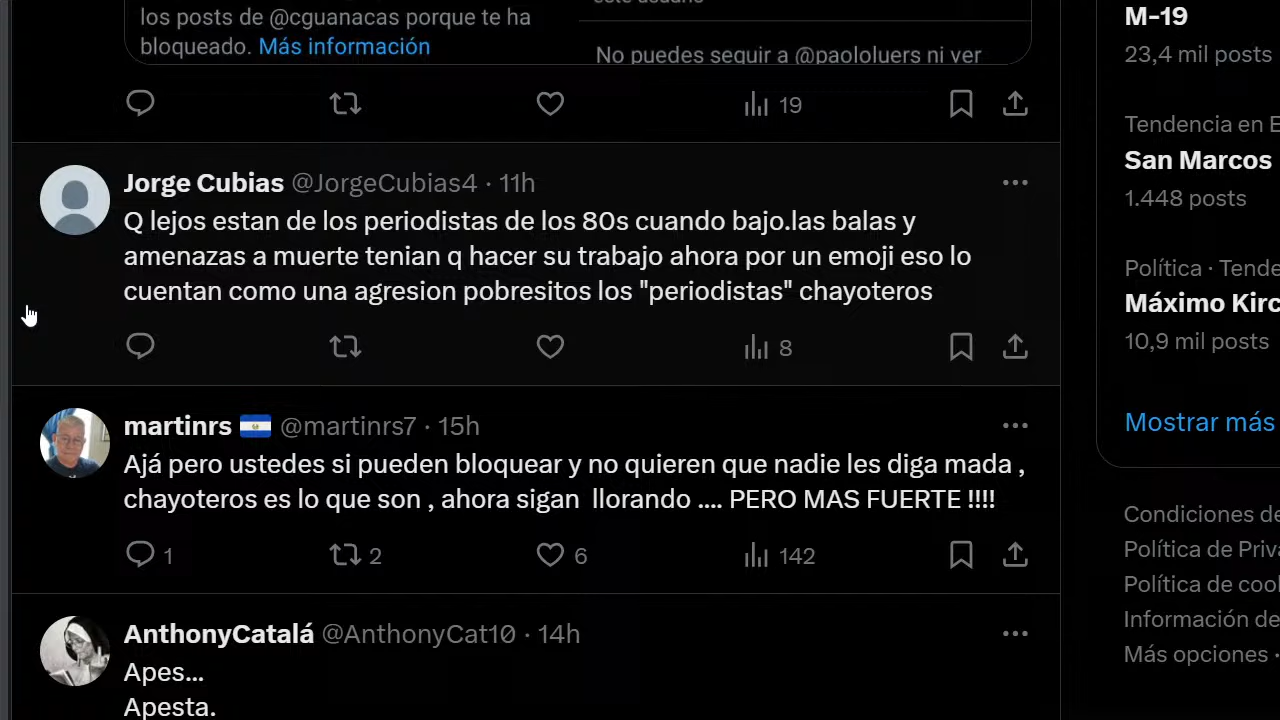 este usuario
los posts de @cguanacas porque te ha
bloqueado. Más información
No puedes seguir a @paololuers ni ver
19
Jorge Cubias @JorgeCubias4 · 11h
Q lejos estan de los periodistas de los 80s cuando bajo.las balas y
amenazas a muerte tenian q hacer su trabajo ahora por un emoji eso lo
cuentan como una agresion pobresitos los "periodistas" chayoteros
8
martinrs @martinrs7 · 15h
Ajá pero ustedes si pueden bloquear y no quieren que nadie les diga mada ,
chayoteros es lo que son , ahora sigan llorando .... PERO MAS FUERTE !!!!
1 2 6 142
AnthonyCatalá @AnthonyCat10 · 14h
Apes...
Apesta.
M-19
23,4 mil posts
Tendencia en E
San Marcos
1.448 posts
Política · Tende
Máximo Kirc
10,9 mil posts
Mostrar más
Condiciones de
Política de Priva
Política de cool
Información de
Más opciones ·